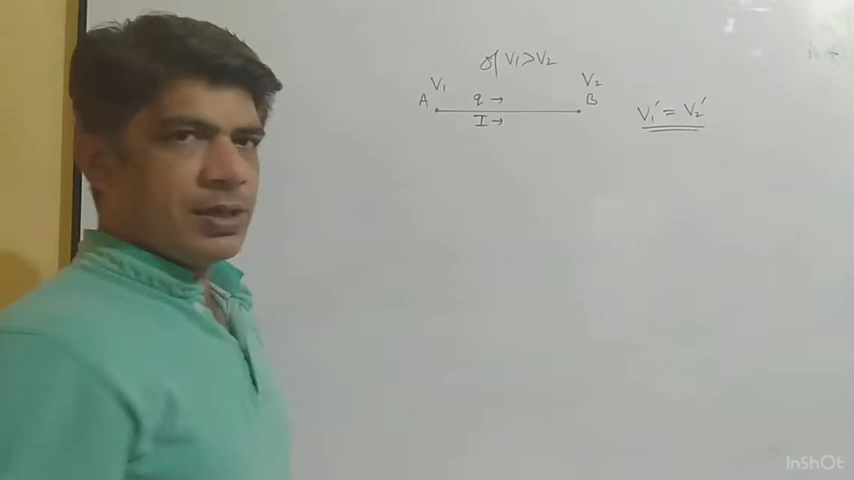 If V₁>V₂
V₁ V₂
A q → B
I →
V₁' = V₂'
InShOt